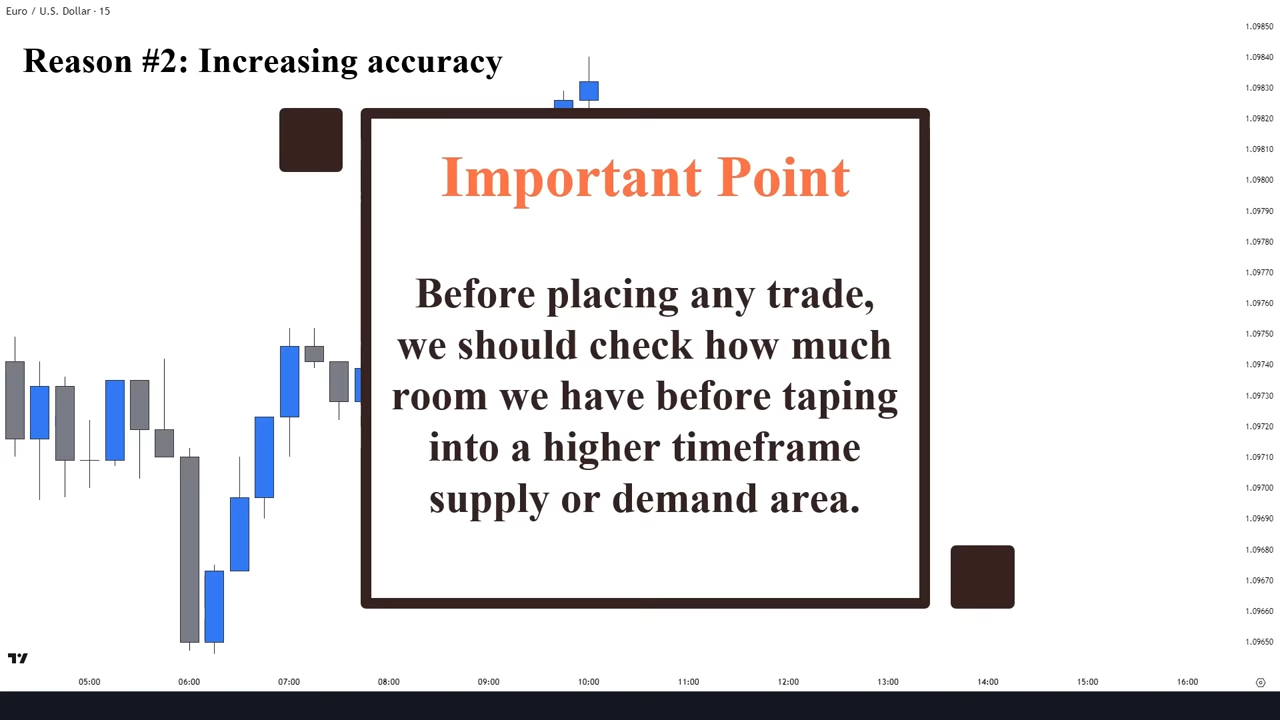 Euro / U.S. Dollar · 15
Reason #2: Increasing accuracy
Important Point
Before placing any trade,
we should check how much
room we have before taping
into a higher timeframe
supply or demand area.
1.09850
1.09840
1.09830
1.09820
1.09810
1.09800
1.09790
1.09780
1.09770
1.09760
1.09750
1.09740
1.09730
1.09720
1.09710
1.09700
1.09690
1.09680
1.09670
1.09660
1.09650
05:00 06:00 07:00 08:00 09:00 10:00 11:00 12:00 13:00 14:00 15:00 16:00